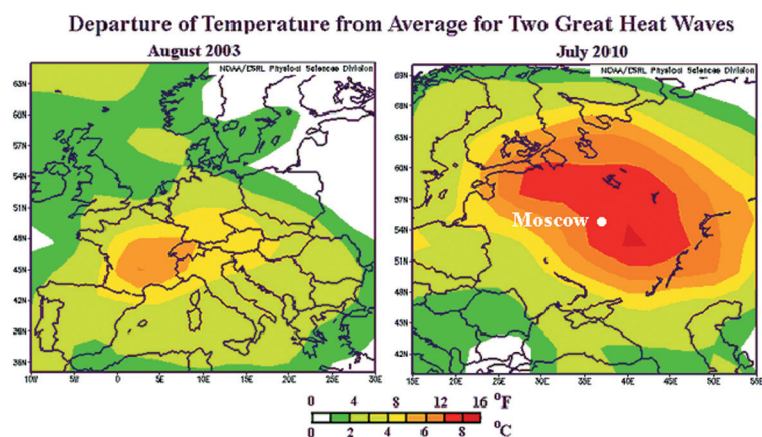 Departure of Temperature from Average for Two Great Heat Waves
August 2003
July 2010
NOAA/ESRL Physical Sciences Division
63N
60N
57N
54N
51N
48N
45N
42N
39N
36N
10W
5W
0
5E
10E
15E
20E
25E
30E
NOAA/ESRL Physical Sciences Division
69N
66N
63N
60N
57N
54N
51N
48N
45N
42N
15E
20E
25E
30E
35E
40E
45E
50E
55E
Moscow
0 4 8 12 16 °F
0 2 4 6 8 °C